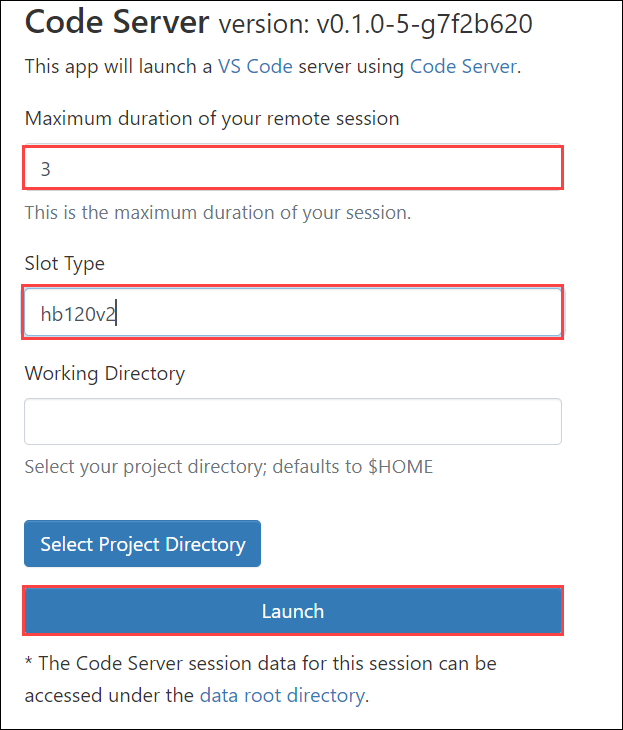 Code Server version: v0.1.0-5-g7f2b620
This app will launch a VS Code server using Code Server.
Maximum duration of your remote session
3
This is the maximum duration of your session.
Slot Type
hb120v2
Working Directory
Select your project directory; defaults to $HOME
Select Project Directory
Launch
* The Code Server session data for this session can be
accessed under the data root directory.